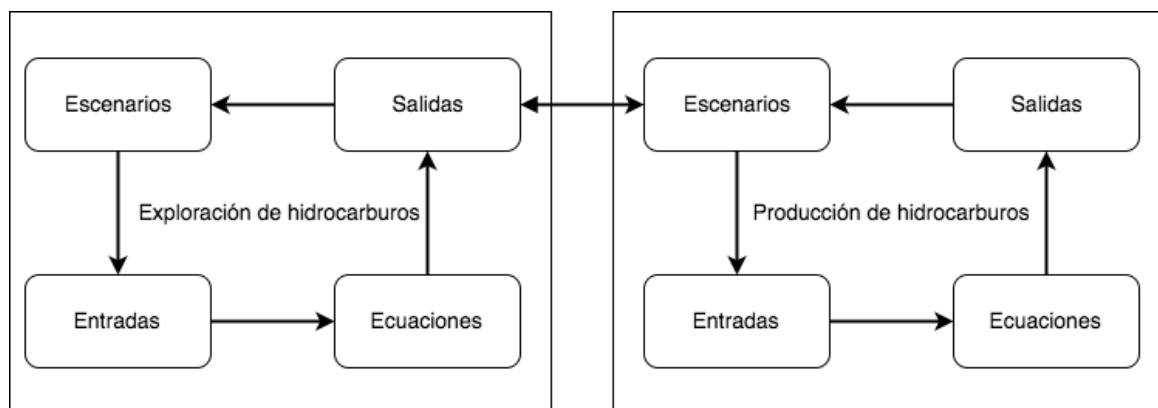 Escenarios
Salidas
Exploración de hidrocarburos
Entradas
Ecuaciones
Escenarios
Salidas
Producción de hidrocarburos
Entradas
Ecuaciones